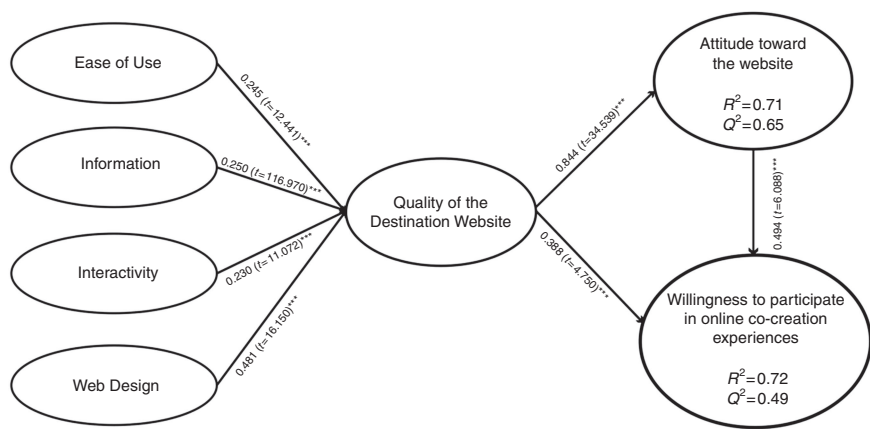 Ease of Use
Information
Interactivity
Web Design
0.245 (t=12.441)***
0.250 (t=116.970)***
0.230 (t=11.072)***
0.481 (t=16.150)***
Quality of the
Destination Website
0.844 (t=34.539)***
0.388 (t=4.750)***
Attitude toward
the website
R²=0.71
Q²=0.65
0.494 (t=6.088)***
Willingness to participate
in online co-creation
experiences
R²=0.72
Q²=0.49